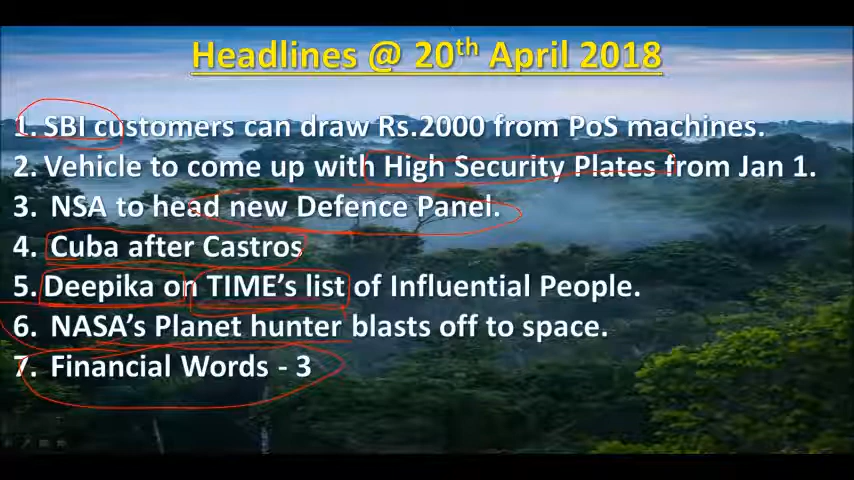 Headlines @ 20th April 2018
1. SBI customers can draw Rs.2000 from PoS machines.
2. Vehicle to come up with High Security Plates from Jan 1.
3. NSA to head new Defence Panel.
4. Cuba after Castros
5. Deepika on TIME's list of Influential People.
6. NASA's Planet hunter blasts off to space.
7. Financial Words - 3